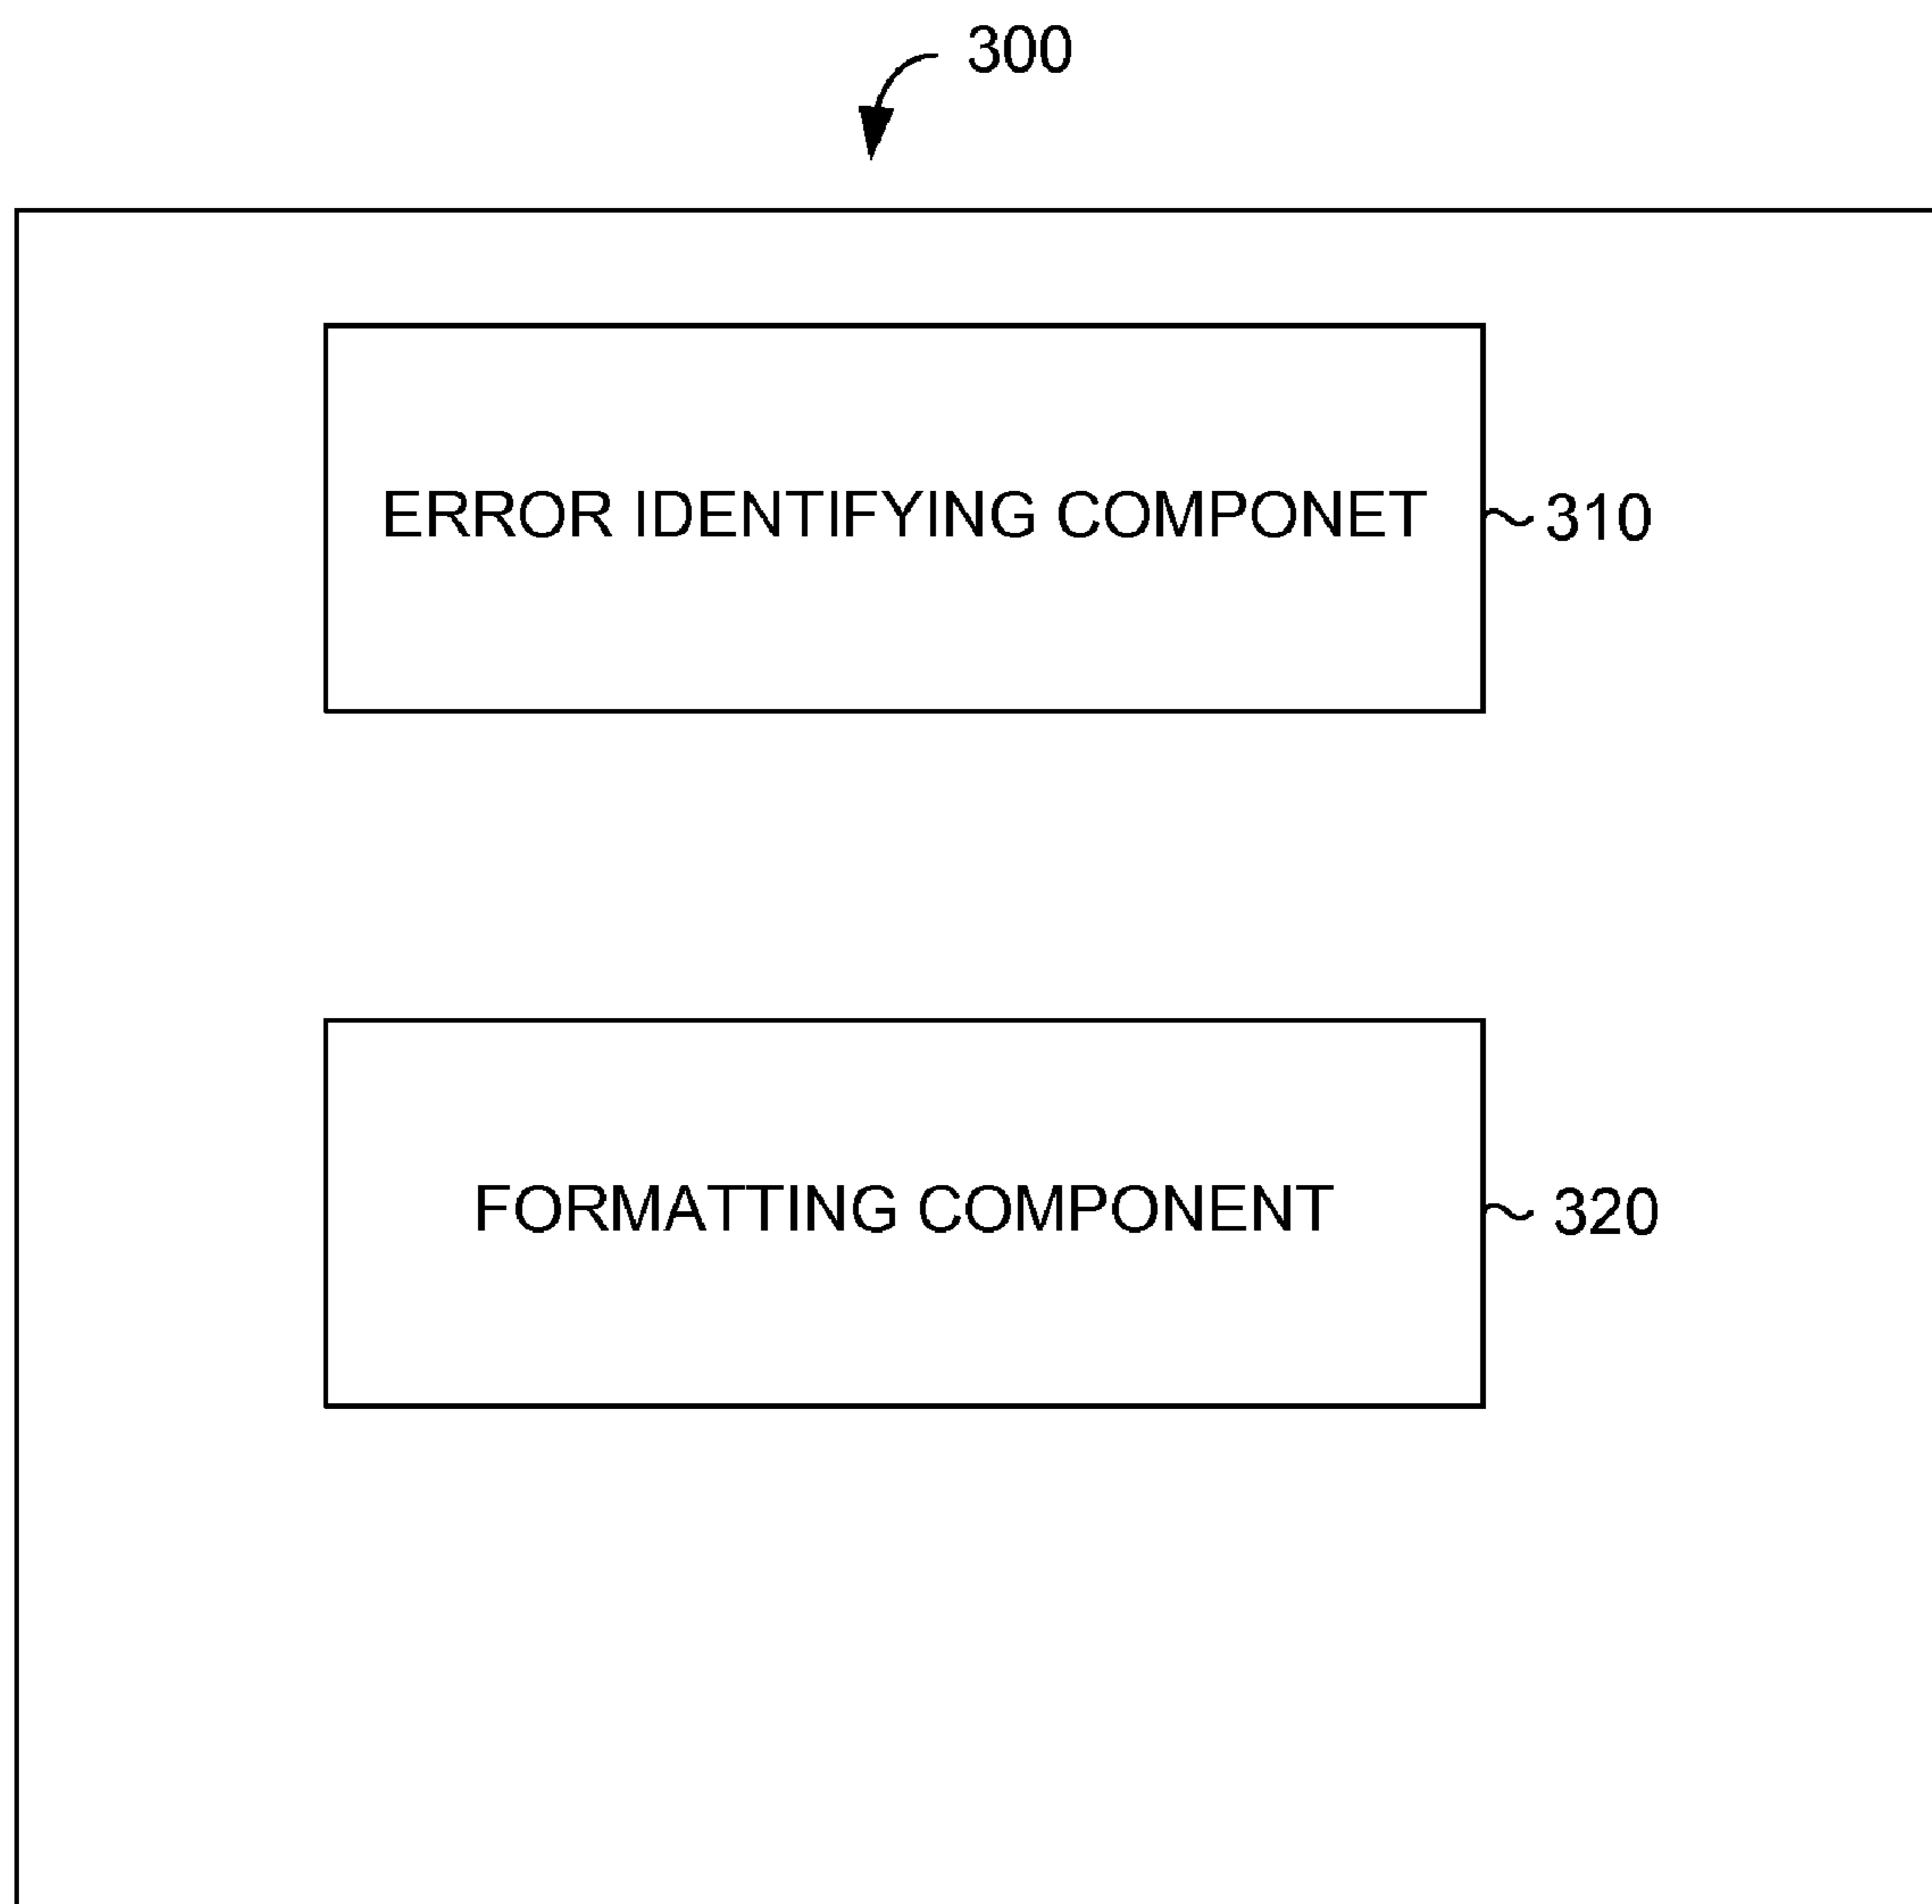 300
ERROR IDENTIFYING COMPONET
310
FORMATTING COMPONENT
320